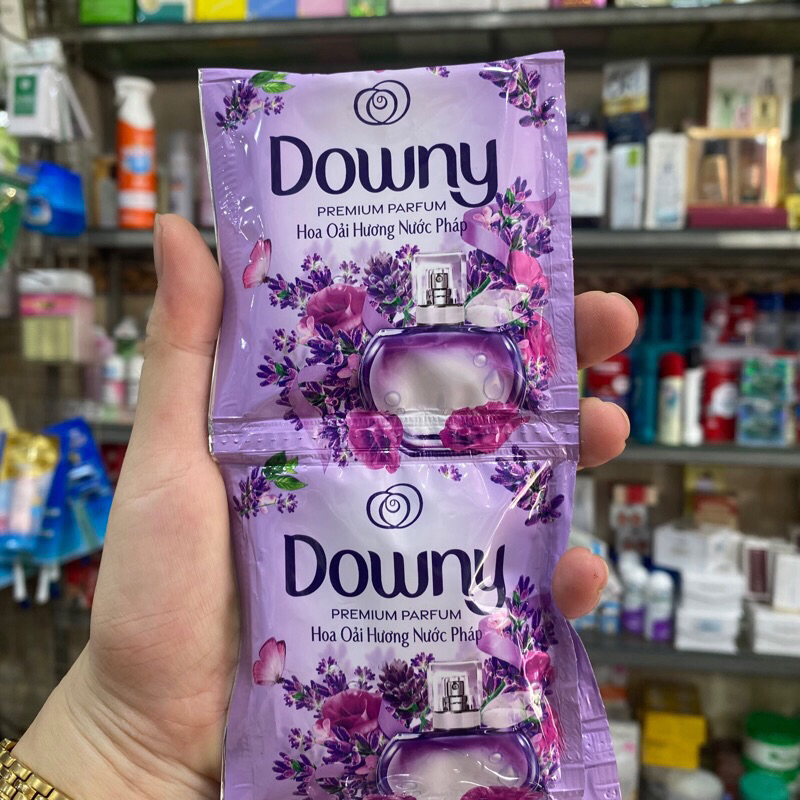 Downy
PREMIUM PARFUM
Hoa Oải Hương Nước Pháp
Downy
PREMIUM PARFUM
Hoa Oải Hương Nước Pháp